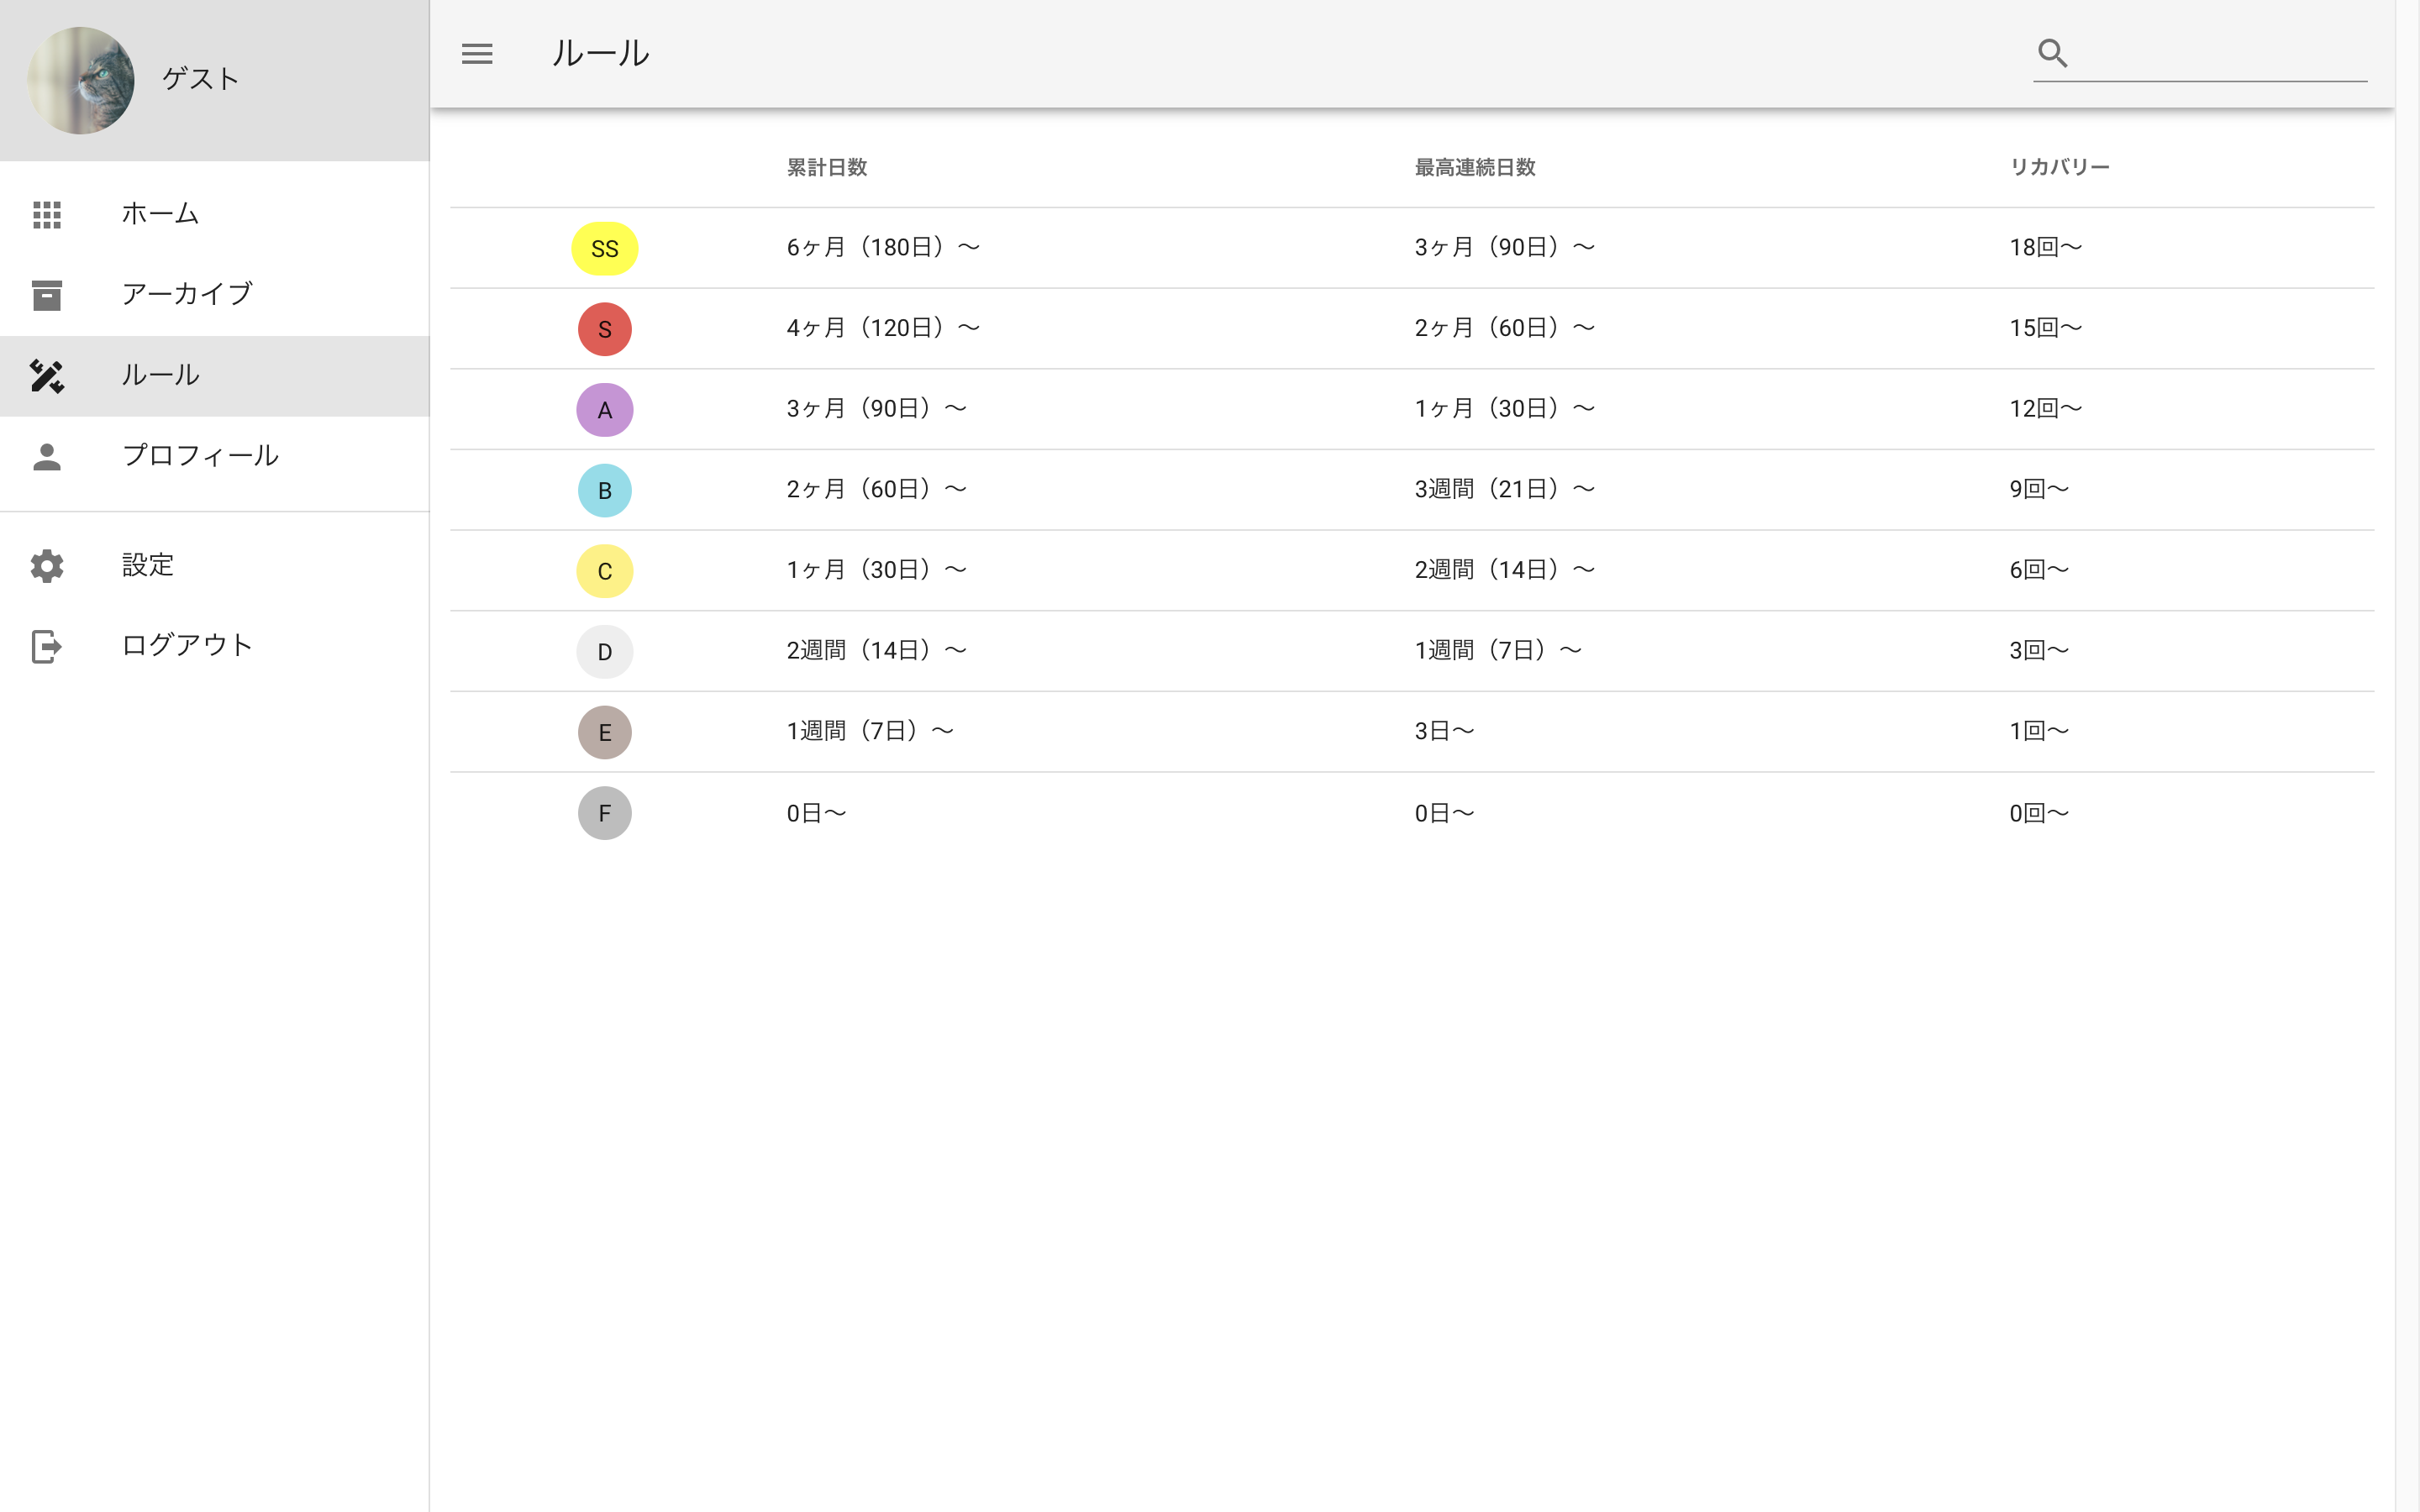 ゲスト
ホーム
アーカイブ
ルール
プロフィール
設定
ログアウト
ルール
累計日数 最高連続日数 リカバリー
SS 6ヶ月（180日）〜 3ヶ月（90日）〜 18回〜
S 4ヶ月（120日）〜 2ヶ月（60日）〜 15回〜
A 3ヶ月（90日）〜 1ヶ月（30日）〜 12回〜
B 2ヶ月（60日）〜 3週間（21日）〜 9回〜
C 1ヶ月（30日）〜 2週間（14日）〜 6回〜
D 2週間（14日）〜 1週間（7日）〜 3回〜
E 1週間（7日）〜 3日〜 1回〜
F 0日〜 0日〜 0回〜